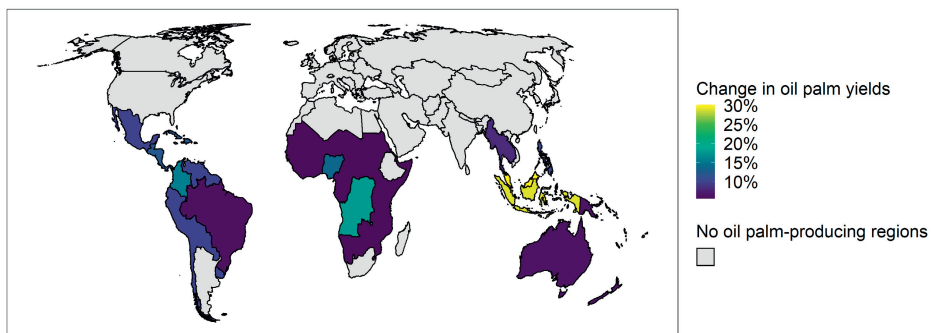 Change in oil palm yields
30%
25%
20%
15%
10%
No oil palm-producing regions